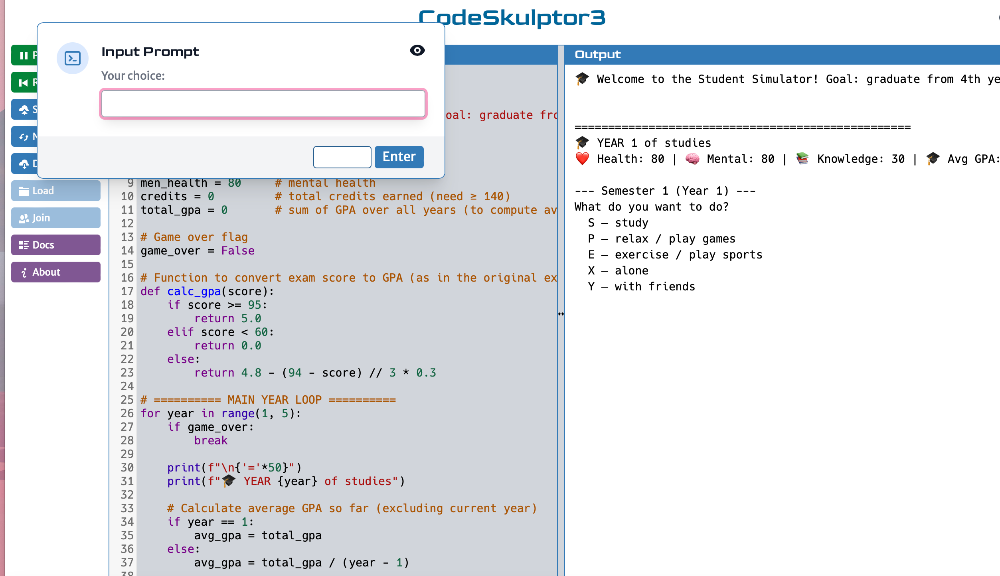 CodeSkulptor3
Input Prompt
Your choice:
Enter
Load
Join
Docs
About
oal: graduate fro
9 men_health = 80     # mental health
10 credits = 0         # total credits earned (need ≥ 140)
11 total_gpa = 0       # sum of GPA over all years (to compute av
12
13 # Game over flag
14 game_over = False
15
16 # Function to convert exam score to GPA (as in the original ex
17 def calc_gpa(score):
18     if score >= 95:
19         return 5.0
20     elif score < 60:
21         return 0.0
22     else:
23         return 4.8 - (94 - score) // 3 * 0.3
24
25 # ========== MAIN YEAR LOOP ==========
26 for year in range(1, 5):
27     if game_over:
28         break
29
30     print(f"\n{'='*50}")
31     print(f"🎓 YEAR {year} of studies")
32
33     # Calculate average GPA so far (excluding current year)
34     if year == 1:
35         avg_gpa = total_gpa
36     else:
37         avg_gpa = total_gpa / (year - 1)
38
Output
🎓 Welcome to the Student Simulator! Goal: graduate from 4th ye
==================================================
🎓 YEAR 1 of studies
❤️ Health: 80 | 🧠 Mental: 80 | 📚 Knowledge: 30 | 🎓 Avg GPA:
--- Semester 1 (Year 1) ---
What do you want to do?
S – study
P – relax / play games
E – exercise / play sports
X – alone
Y – with friends